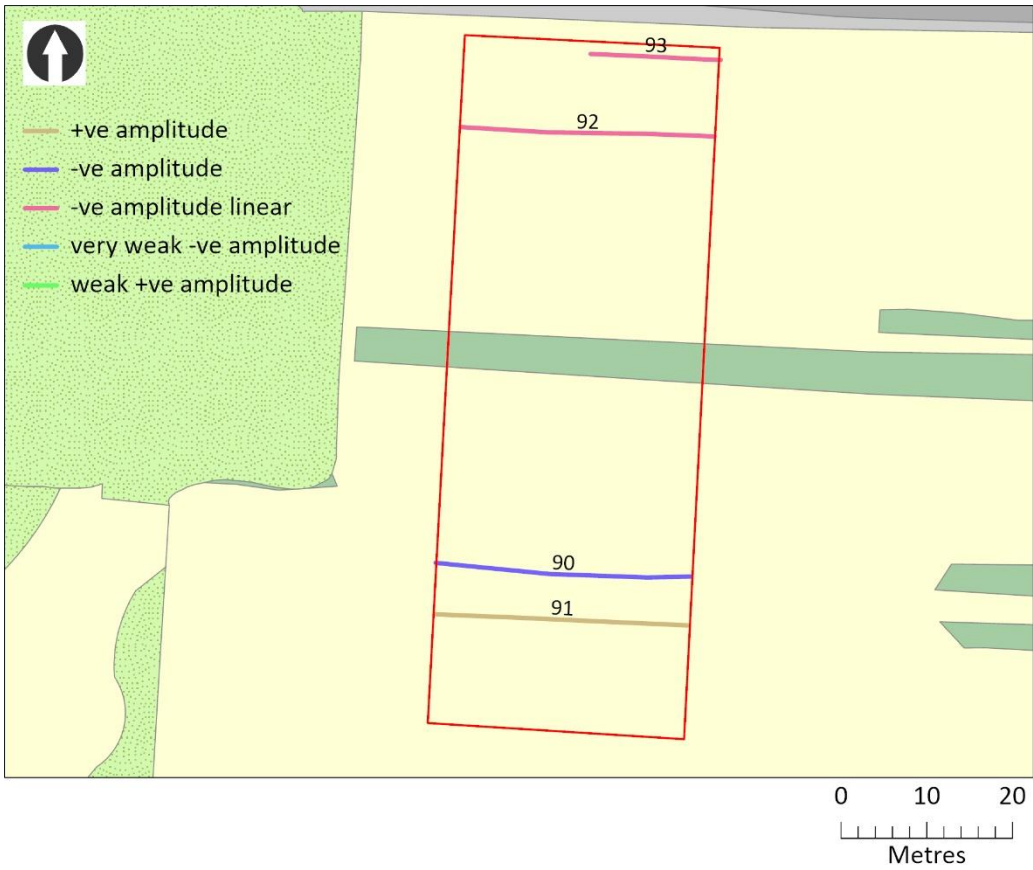 93
92
+ve amplitude
-ve amplitude
-ve amplitude linear
very weak -ve amplitude
weak +ve amplitude
90
91
0 10 20
Metres